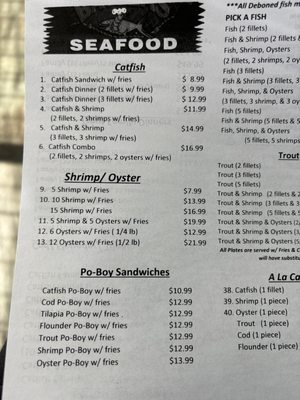 SEAFOOD
Catfish
1. Catfish Sandwich w/ fries $ 8.99
2. Catfish Dinner (2 fillets w/ fries) $ 9.99
3. Catfish Dinner (3 fillets w/ fries) $ 12.99
4. Catfish & Shrimp $11.99
(2 fillets, 2 shrimps w/ fries)
5. Catfish & Shrimp $14.99
(3 fillets, 3 shrimp w/ fries)
6 Catfish Combo $16.99
(2 fillets, 2 shrimps, 2 oysters w/ fries)
Shrimp/ Oyster
9. 5 Shrimp w/ Fries $7.99
10. 10 Shrimp w/ Fries $13.99
15 Shrimp w/ Fries $16.99
11. 5 Shrimp & 5 Oysters w/ Fries $19.99
12. 6 Oysters w/ Fries ( 1/4 lb) $12.99
13. 12 Oysters w/ Fries (1/2 lb) $21.99
Po-Boy Sandwiches
Catfish Po-Boy w/ fries $10.99
Cod Po-Boy w/ fries $12.99
Tilapia Po-Boy w/ fries . $12.99
Flounder Po-Boy w/ fries $12.99
Trout Po-Boy w/ fries $12.99
Shrimp Po-Boy w/ fries $12.99
Oyster Po-Boy w/ fries $13.99
***All Deboned fish m
PICK A FISH
Fish (2 fillets)
Fish & Shrimp (2 fillets &
Fish, Shrimp, Oysters
(2 fillets, 2 shrimps, 2 oy
Fish (3 fillets)
Fish & Shrimp (3 fillets, 3
Fish, Shrimp, & Oysters
(3 fillets, 3 shrimp, & 3 o
Fish (5 fillets)
Fish & Shrimp (5 fillets & 5
Fish, Shrimp, & Oysters
(5 fillets, 5 shrimps
Trout
Trout (2 fillets)
Trout (3 fillets)
Trout (5 fillets)
Trout & Shrimp (2 fillets & 2
Trout & Shrimp (3 fillets & 3
Trout & Shrimp (5 fillets & 5
Trout & Shrimp & Oysters (2
Trout & Shrimp & Oysters (3,
Trout & Shrimp & Oysters (
All Plates are served w/ Fries & C
will have substitu
A La Ca
38. Catfish (1 fillet)
39. Shrimp (1 piece)
40. Oyster (1 piece)
Trout (1 piece)
Cod (1 piece)
Flounder (1 piece)